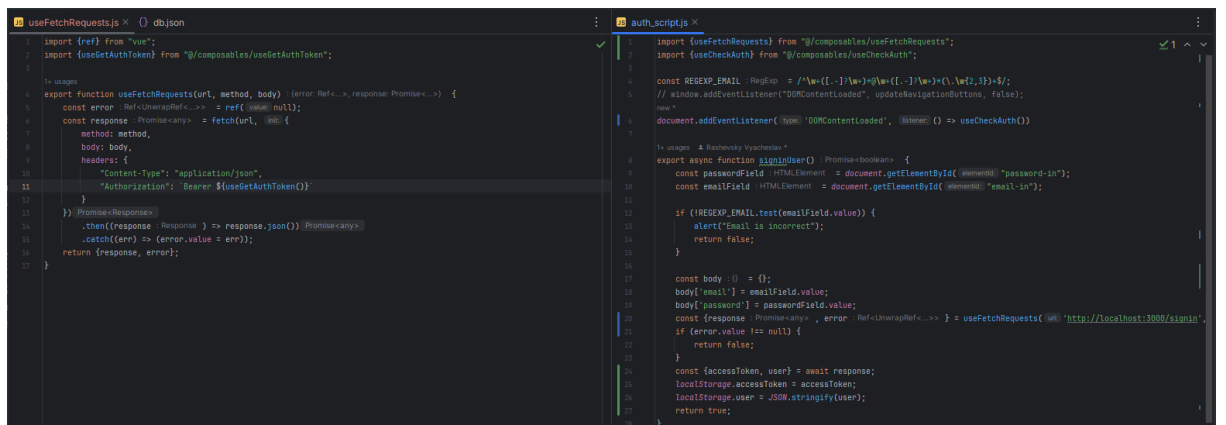 useFetchRequests.js × {} db.json
1 import {ref} from "vue";
2 import {useGetAuthToken} from "@/composables/useGetAuthToken";
3
1+ usages
4 export function useFetchRequests(url, method, body) : {error: Ref<...>, response: Promise<...>} {
5 const error : Ref<UnwrapRef<...>> = ref( value: null);
6 const response : Promise<any> = fetch(url, init: {
7 method: method,
8 body: body,
9 headers: {
10 "Content-Type": "application/json",
11 "Authorization": `Bearer ${useGetAuthToken()}`
12 }
13 }) Promise<Response>
14 .then((response : Response ) => response.json()) Promise<any>
15 .catch((err) => (error.value = err));
16 return {response, error};
17 }
auth_script.js ×
1
1 import {useFetchRequests} from "@/composables/useFetchRequests";
2 import {useCheckAuth} from "@/composables/useCheckAuth";
3
4 const REGEXP_EMAIL : RegExp = /^\w+([.-]?\w+)*@\w+([.-]?\w+)*(\.\w{2,3})+$/;
5 // window.addEventListener("DOMContentLoaded", updateNavigationButtons, false);
new *
6 document.addEventListener( type: 'DOMContentLoaded', listener: () => useCheckAuth())
7
1+ usages Rashevsky Vyacheslav *
8 export async function signinUser() : Promise<boolean> {
9 const passwordField : HTMLElement = document.getElementById( elementId: "password-in");
10 const emailField : HTMLElement = document.getElementById( elementId: "email-in");
11
12 if (!REGEXP_EMAIL.test(emailField.value)) {
13 alert("Email is incorrect");
14 return false;
15 }
16
17 const body : {} = {};
18 body['email'] = emailField.value;
19 body['password'] = passwordField.value;
20 const {response : Promise<any> , error : Ref<UnwrapRef<...>> } = useFetchRequests( url: 'http://localhost:3000/signin',
21 if (error.value !== null) {
22 return false;
23 }
24 const {accessToken, user} = await response;
25 localStorage.accessToken = accessToken;
26 localStorage.user = JSON.stringify(user);
27 return true;
28 }